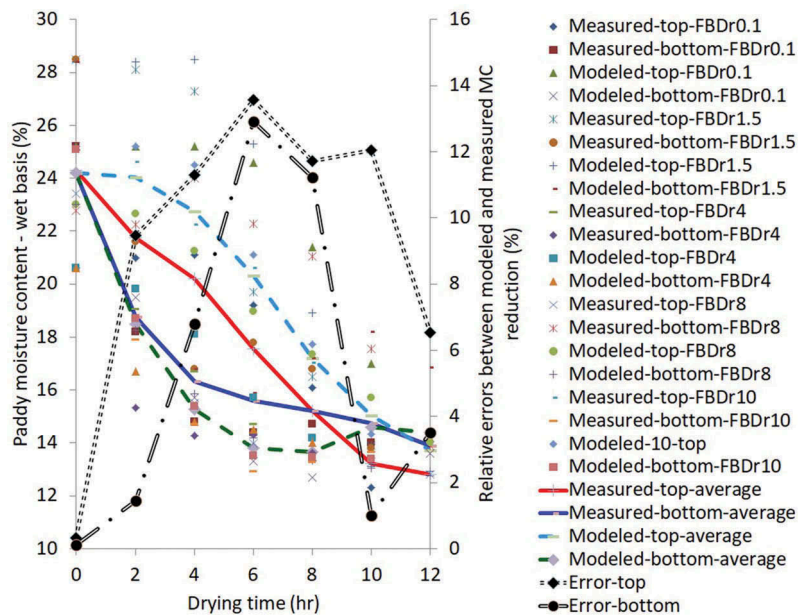 Paddy moisture content - wet basis (%)
30
28
26
24
22
20
18
16
14
12
10
0
2
4
6
8
10
12
Drying time (hr)
16
14
12
10
8
6
4
2
0
Relative errors between modeled and measured MC
reduction (%)
Measured-top-FBDr0.1
Measured-bottom-FBDr0.1
Modeled-top-FBDr0.1
Modeled-bottom-FBDr0.1
Measured-top-FBDr1.5
Measured-bottom-FBDr1.5
Modeled-top-FBDr1.5
Modeled-bottom-FBDr1.5
Measured-top-FBDr4
Measured-bottom-FBDr4
Modeled-top-FBDr4
Modeled-bottom-FBDr4
Measured-top-FBDr8
Measured-bottom-FBDr8
Modeled-top-FBDr8
Modeled-bottom-FBDr8
Measured-top-FBDr10
Measured-bottom-FBDr10
Modeled-10-top
Modeled-bottom-FBDr10
Measured-top-average
Measured-bottom-average
Modeled-top-average
Modeled-bottom-average
Error-top
Error-bottom